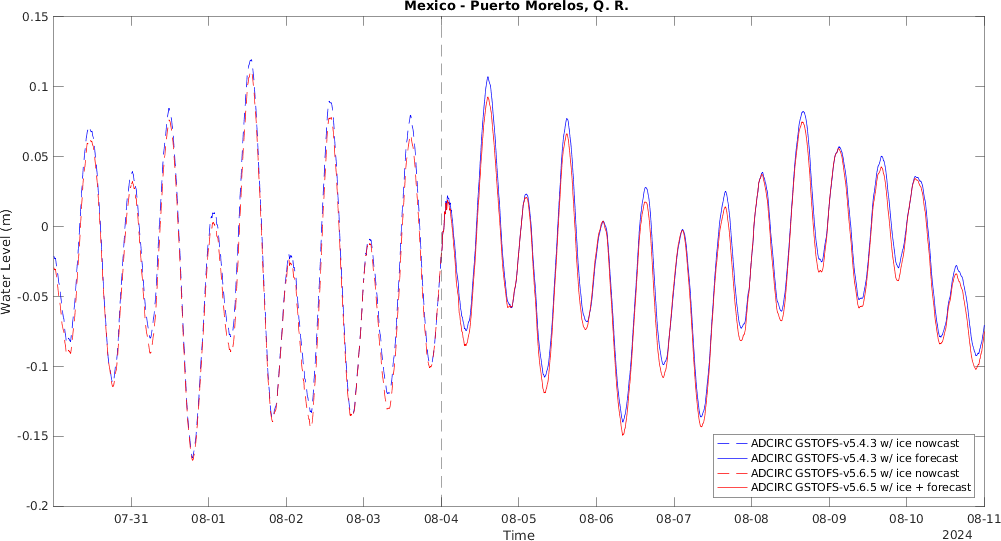 Mexico - Puerto Morelos, Q. R.
0.15
0.1
0.05
0
-0.05
-0.1
-0.15
-0.2
Water Level (m)
07-31 08-01 08-02 08-03 08-04 08-05 08-06 08-07 08-08 08-09 08-10 08-11
Time
2024
ADCIRC GSTOFS-v5.4.3 w/ ice nowcast
ADCIRC GSTOFS-v5.4.3 w/ ice forecast
ADCIRC GSTOFS-v5.6.5 w/ ice nowcast
ADCIRC GSTOFS-v5.6.5 w/ ice + forecast